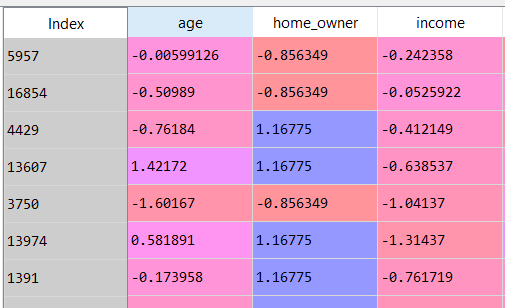 Index age home_owner income
5957 -0.00599126 -0.856349 -0.242358
16854 -0.50989 -0.856349 -0.0525922
4429 -0.76184 1.16775 -0.412149
13607 1.42172 1.16775 -0.638537
3750 -1.60167 -0.856349 -1.04137
13974 0.581891 1.16775 -1.31437
1391 -0.173958 1.16775 -0.761719